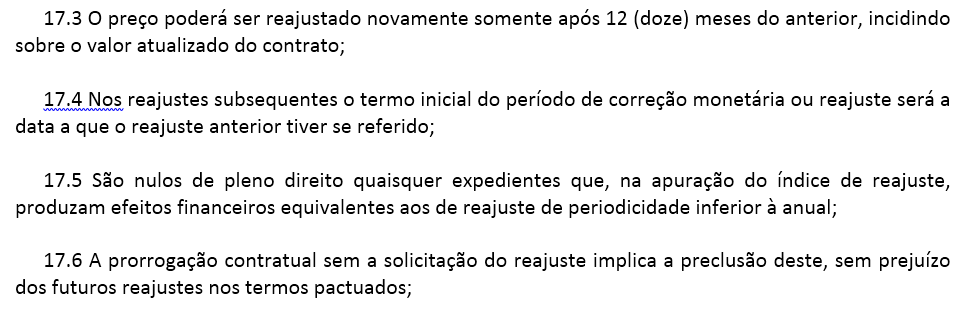 17.3 O preço poderá ser reajustado novamente somente após 12 (doze) meses do anterior, incidindo
sobre o valor atualizado do contrato;
17.4 Nos reajustes subsequentes o termo inicial do período de correção monetária ou reajuste será a
data a que o reajuste anterior tiver se referido;
17.5 São nulos de pleno direito quaisquer expedientes que, na apuração do índice de reajuste,
produzam efeitos financeiros equivalentes aos de reajuste de periodicidade inferior à anual;
17.6 A prorrogação contratual sem a solicitação do reajuste implica a preclusão deste, sem prejuízo
dos futuros reajustes nos termos pactuados;